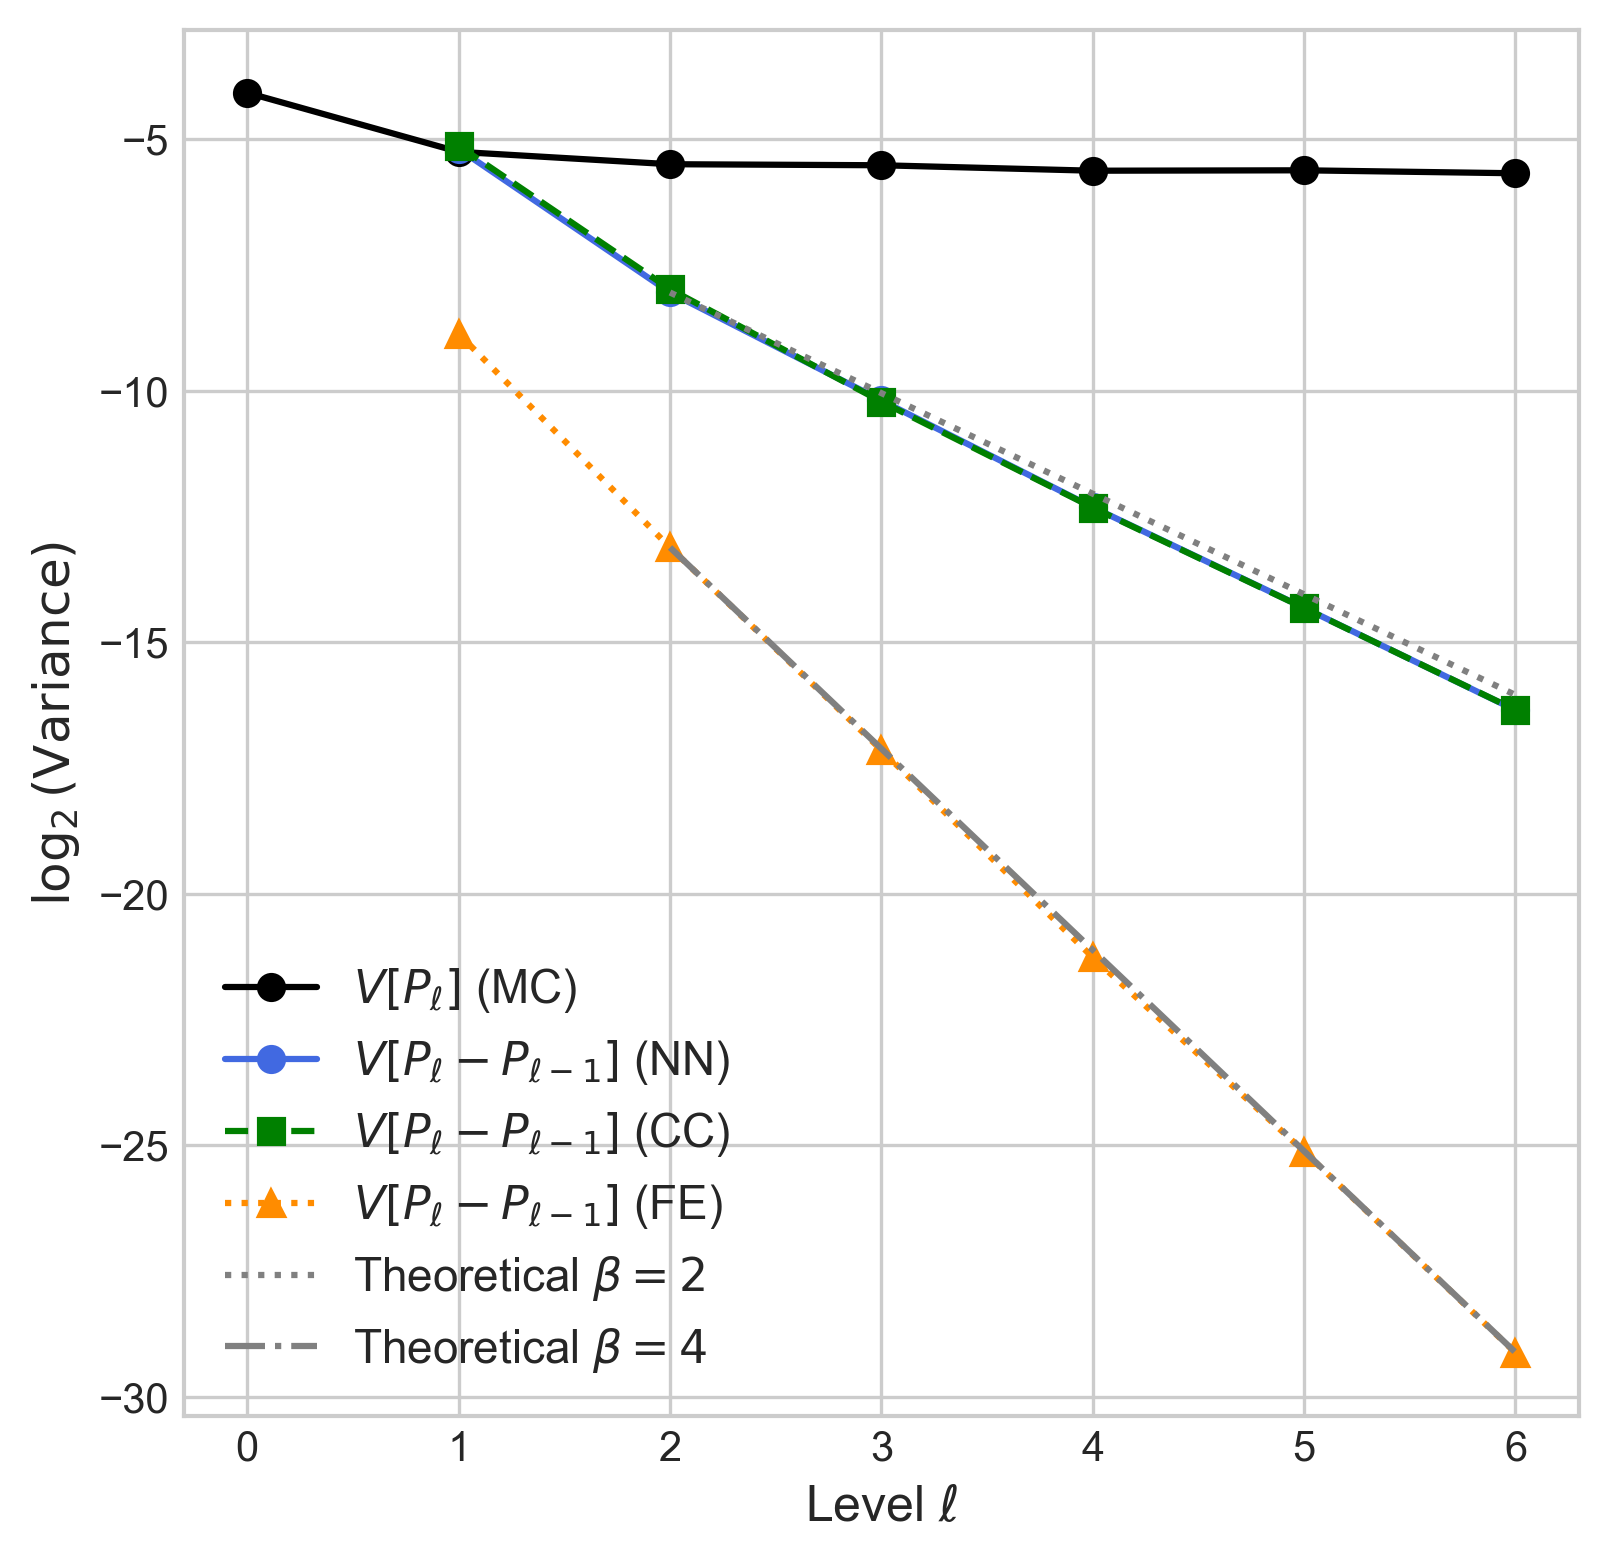 −5
−10
−15
−20
−25
−30
log₂ (Variance)
V[Pℓ] (MC)
V[Pℓ − Pℓ−1] (NN)
V[Pℓ − Pℓ−1] (CC)
V[Pℓ − Pℓ−1] (FE)
Theoretical β = 2
Theoretical β = 4
0 1 2 3 4 5 6
Level ℓ